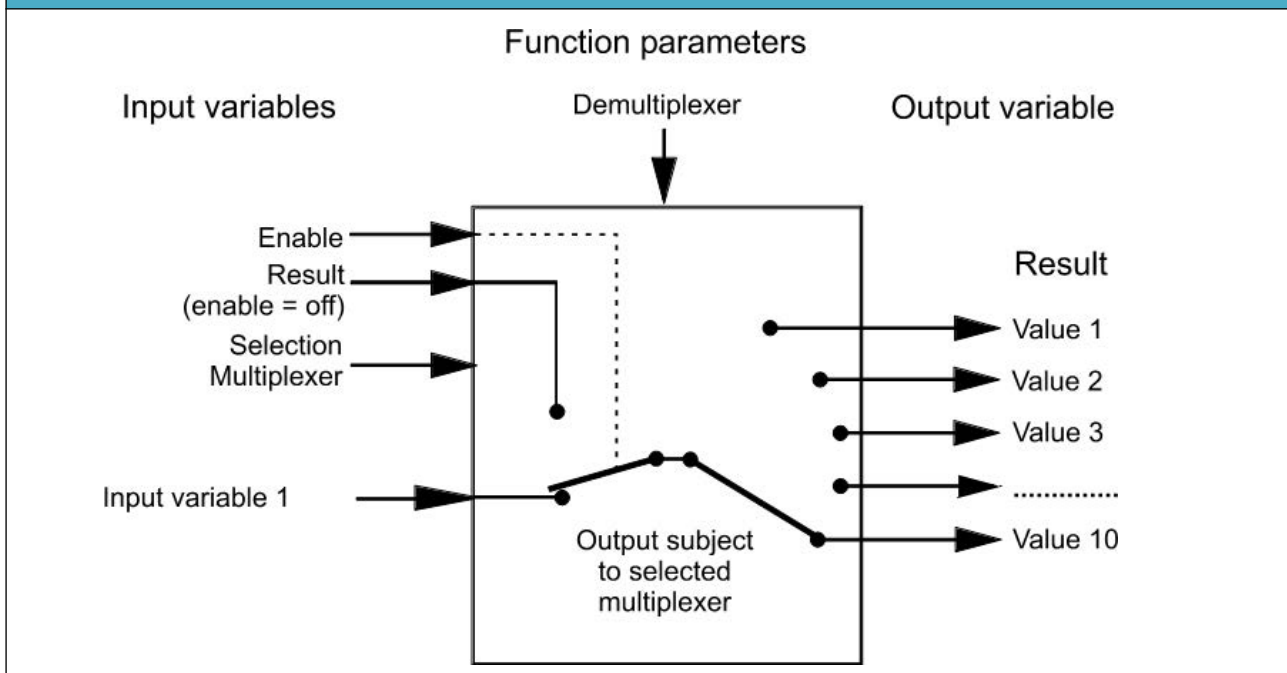 Function parameters
Input variables
Demultiplexer
Output variable
Enable
Result
(enable = off)
Selection
Multiplexer
Input variable 1
Output subject
to selected
multiplexer
Result
Value 1
Value 2
Value 3
..................
Value 10